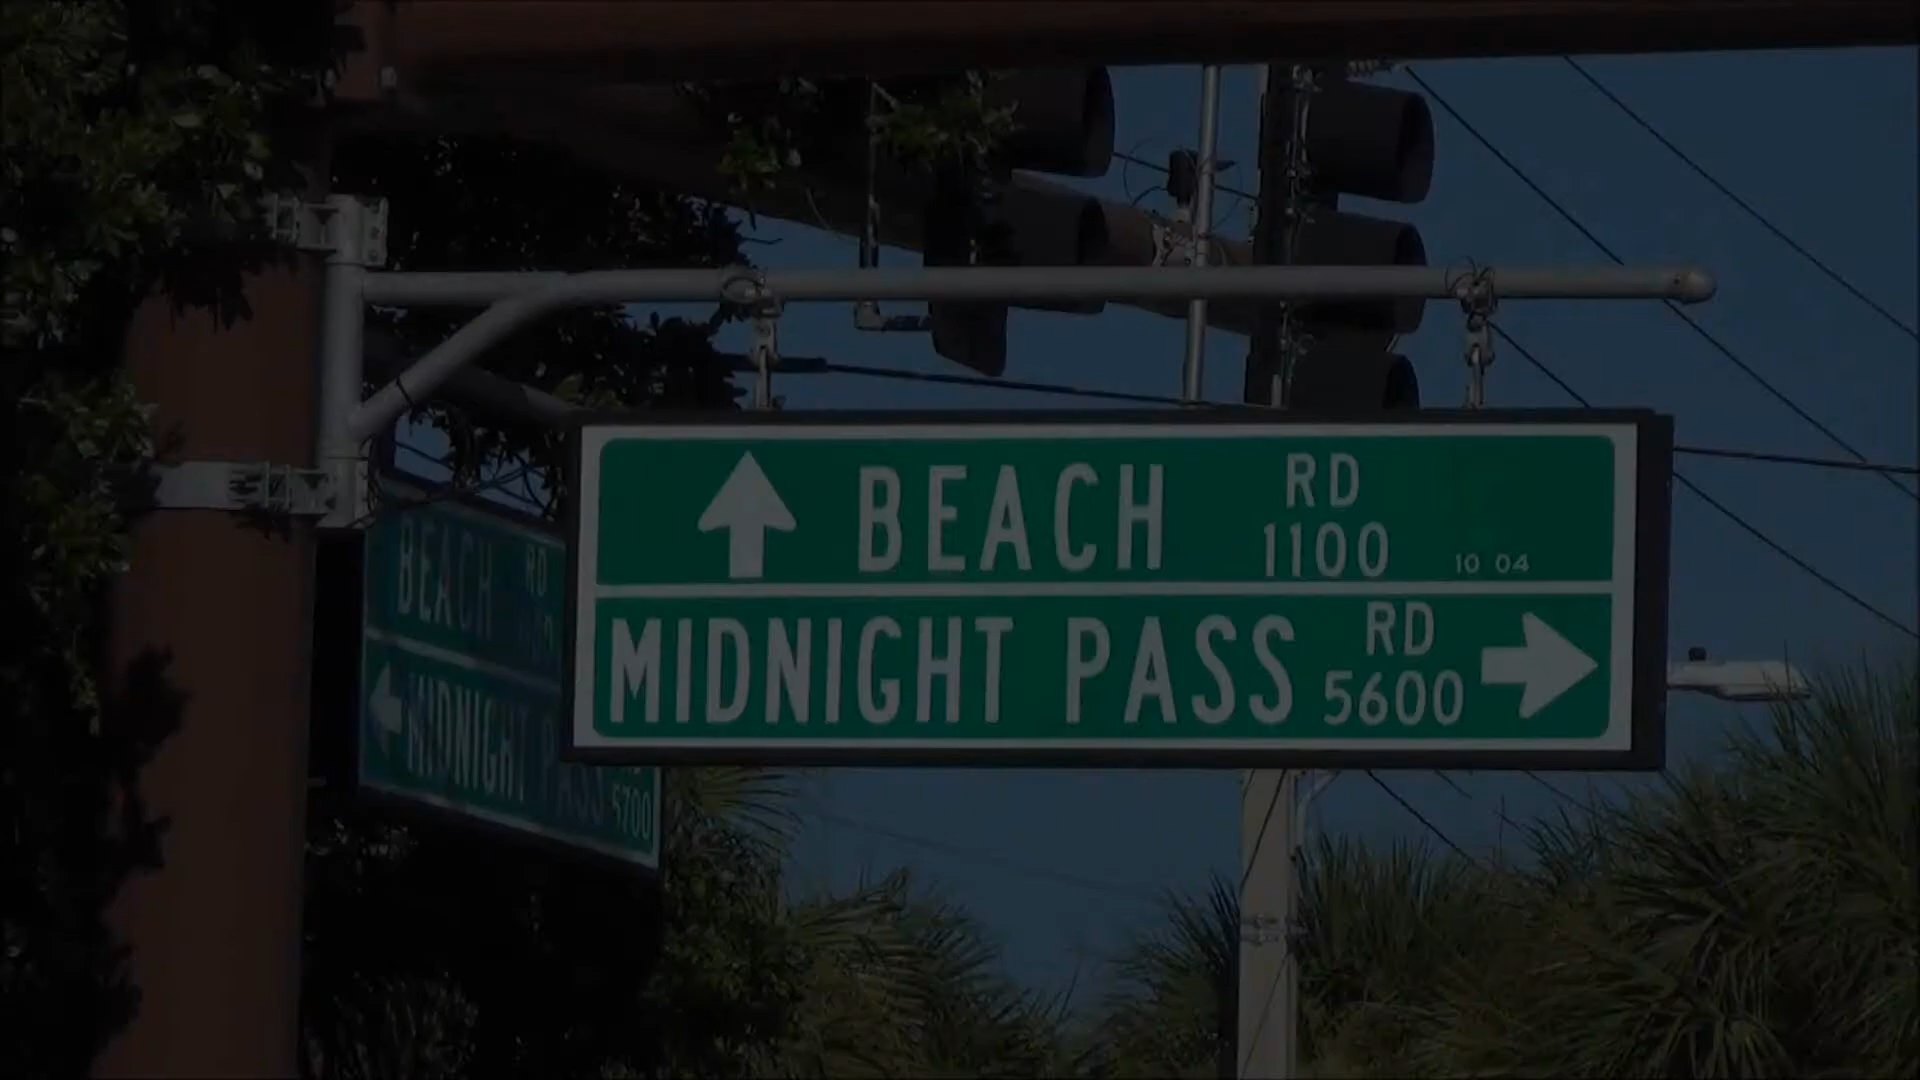 BEACH RD 1100 10 04
MIDNIGHT PASS RD 5600
BEACH RD
MIDNIGHT PASS 5700